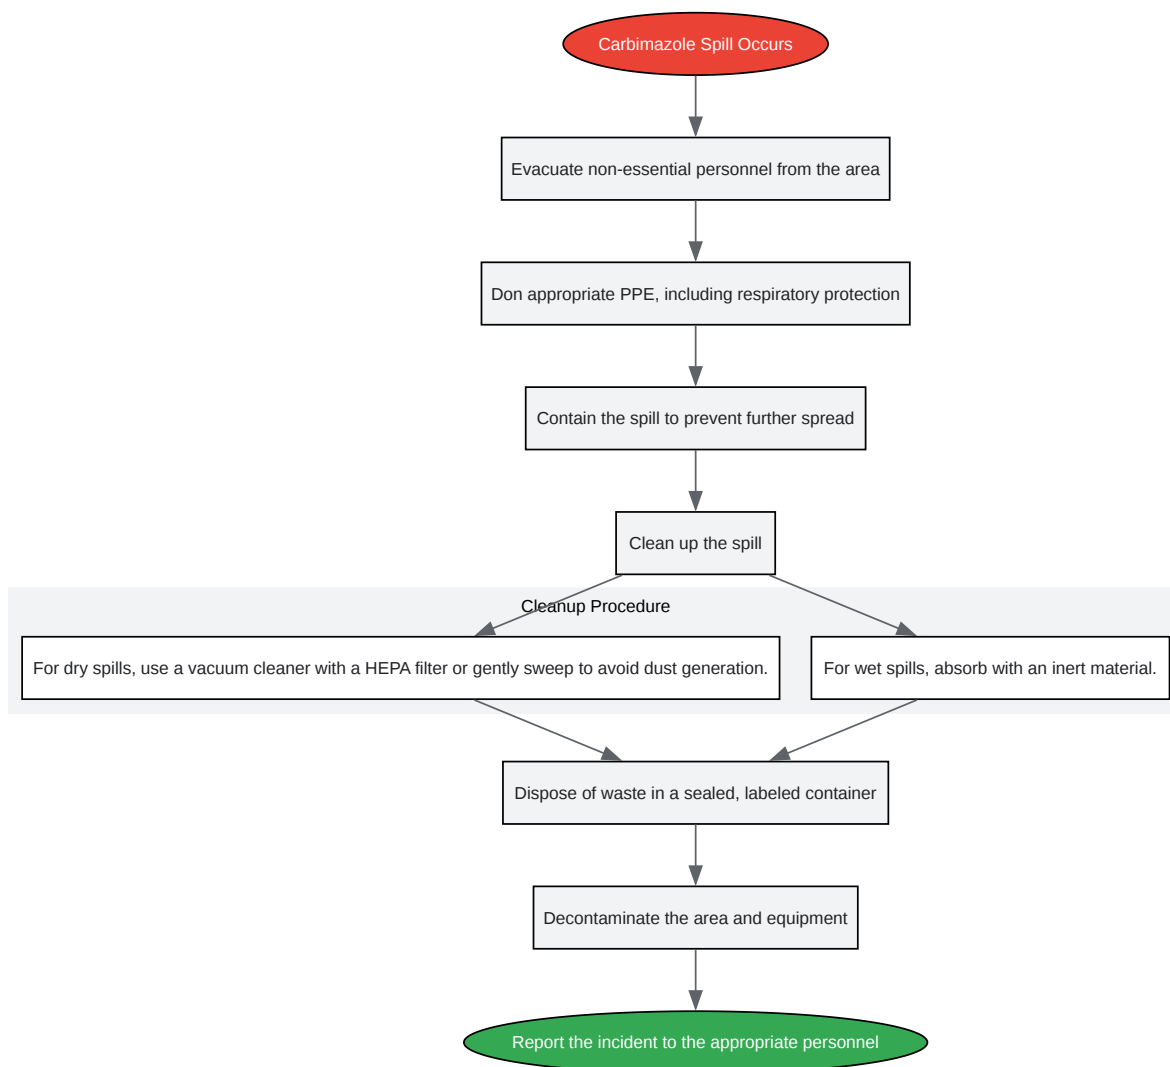 Carbimazole Spill Occurs
Evacuate non-essential personnel from the area
Don appropriate PPE, including respiratory protection
Contain the spill to prevent further spread
Clean up the spill
Cleanup Procedure
For dry spills, use a vacuum cleaner with a HEPA filter or gently sweep to avoid dust generation.
For wet spills, absorb with an inert material.
Dispose of waste in a sealed, labeled container
Decontaminate the area and equipment
Report the incident to the appropriate personnel